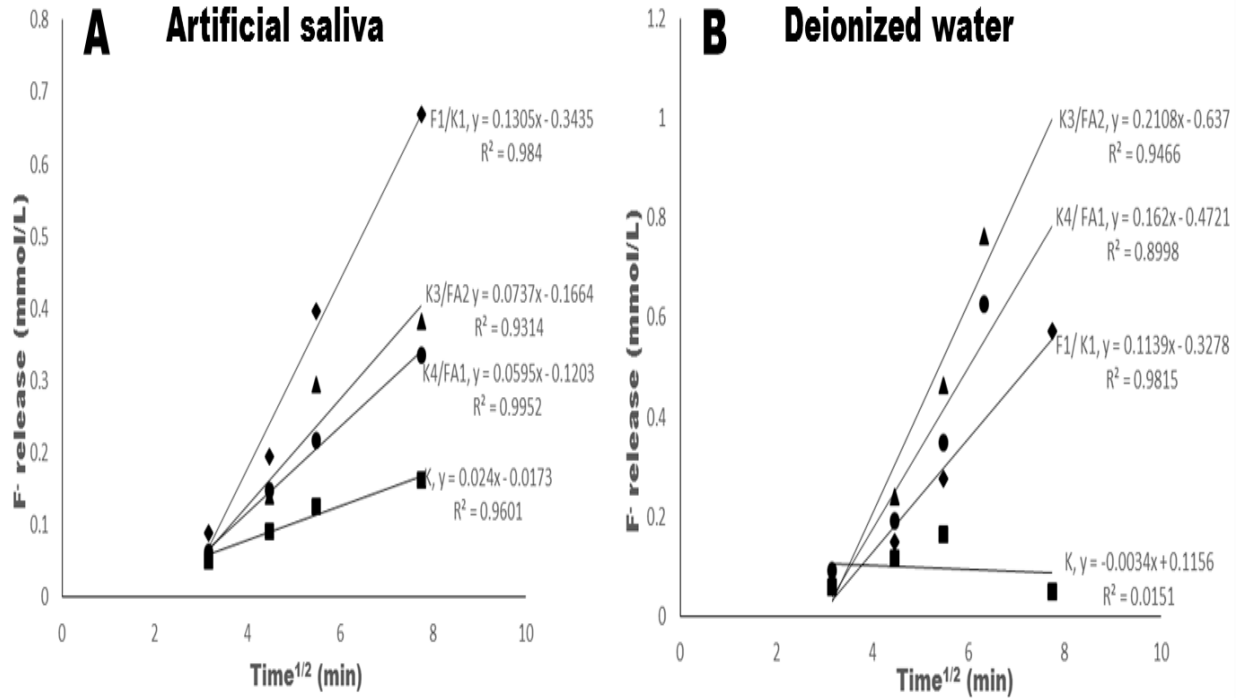 A Artificial saliva
0.8
0.7
0.6
0.5
0.4
0.3
0.2
0.1
0
F⁻ release (mmol/L)
F1/K1, y = 0.1305x - 0.3435
R² = 0.984
K3/FA2 y = 0.0737x - 0.1664
R² = 0.9314
K4/FA1, y = 0.0595x - 0.1203
R² = 0.9952
K, y = 0.024x - 0.0173
R² = 0.9601
0 2 4 6 8 10
Time¹/² (min)
B Deionized water
1.2
1
0.8
0.6
0.4
0.2
0
F⁻ release (mmol/L)
K3/FA2, y = 0.2108x - 0.637
R² = 0.9466
K4/ FA1, y = 0.162x - 0.4721
R² = 0.8998
F1/ K1, y = 0.1139x - 0.3278
R² = 0.9815
K, y = -0.0034x + 0.1156
R² = 0.0151
0 2 4 6 8 10
Time¹/² (min)